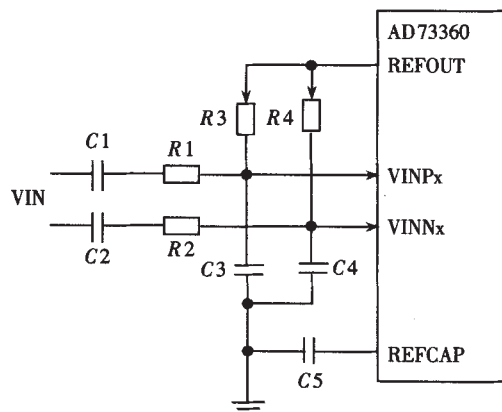 AD73360
REFOUT
R3
R4
C1
R1
VIN
VINPx
VINNx
C2
R2
C3
C4
REFCAP
C5